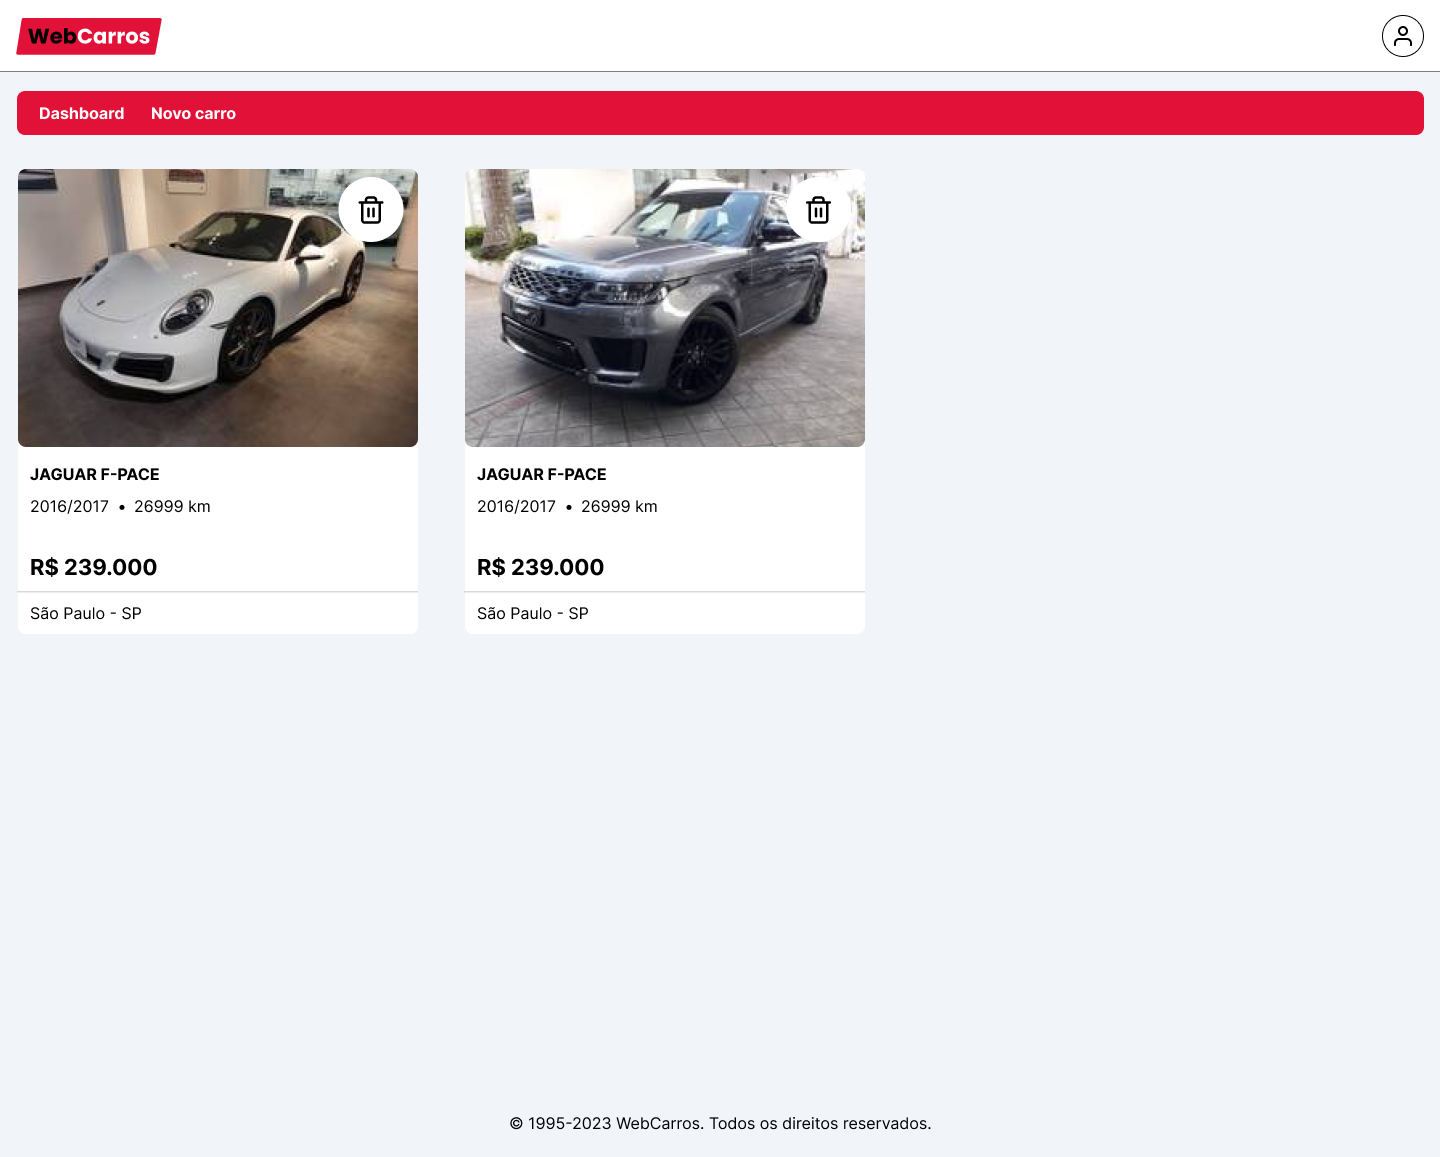 WebCarros
Dashboard Novo carro
JAGUAR F-PACE
2016/2017 • 26999 km
R$ 239.000
São Paulo - SP
JAGUAR F-PACE
2016/2017 • 26999 km
R$ 239.000
São Paulo - SP
© 1995-2023 WebCarros. Todos os direitos reservados.